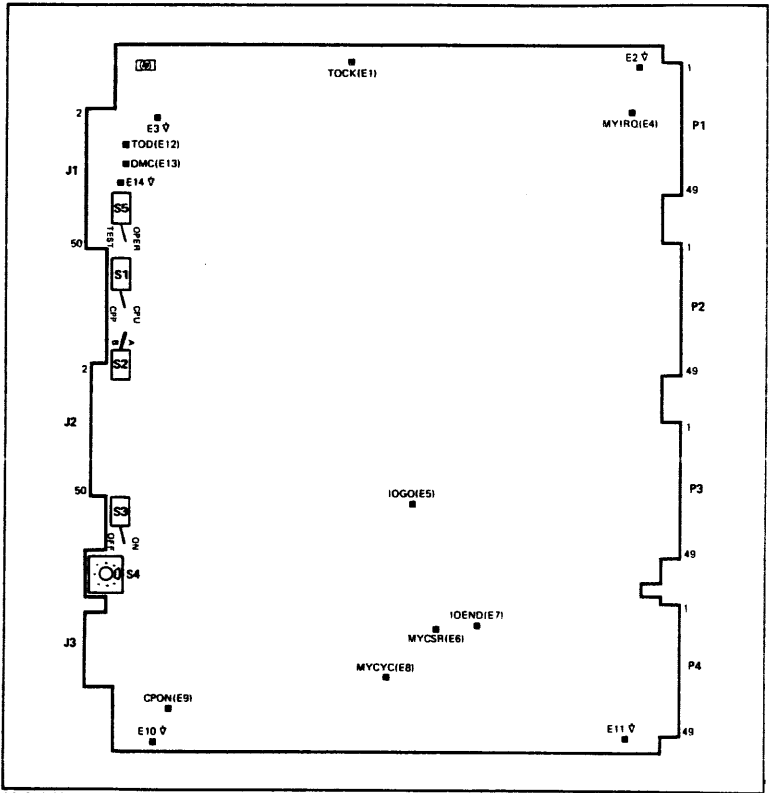 TOCK(E1)
E2
1
2
E3
MYIRQ(E4)
P1
TOD(E12)
DMC(E13)
J1
E14
49
S5
TEST
OPER
50
1
S1
CPP
CPU
P2
B
A
S2
2
49
J2
1
50
IOGO(E5)
P3
S3
OFF
ON
49
S4
1
IOEND(E7)
MYCSR(E6)
J3
MYCYC(E8)
P4
CPON(E9)
E10
E11
49